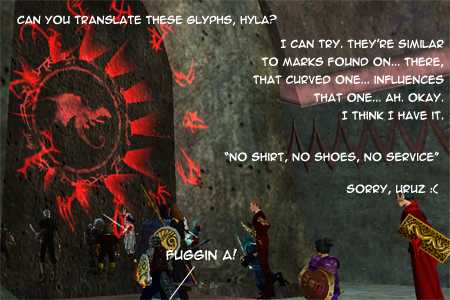 CAN YOU TRANSLATE THESE GLYPHS, HYLA?
I CAN TRY. THEY'RE SIMILAR
TO MARKS FOUND ON... THERE,
THAT CURVED ONE... INFLUENCES
THAT ONE... AH. OKAY.
I THINK I HAVE IT.
"NO SHIRT, NO SHOES, NO SERVICE"
SORRY, URUZ :(
FUGGIN A!